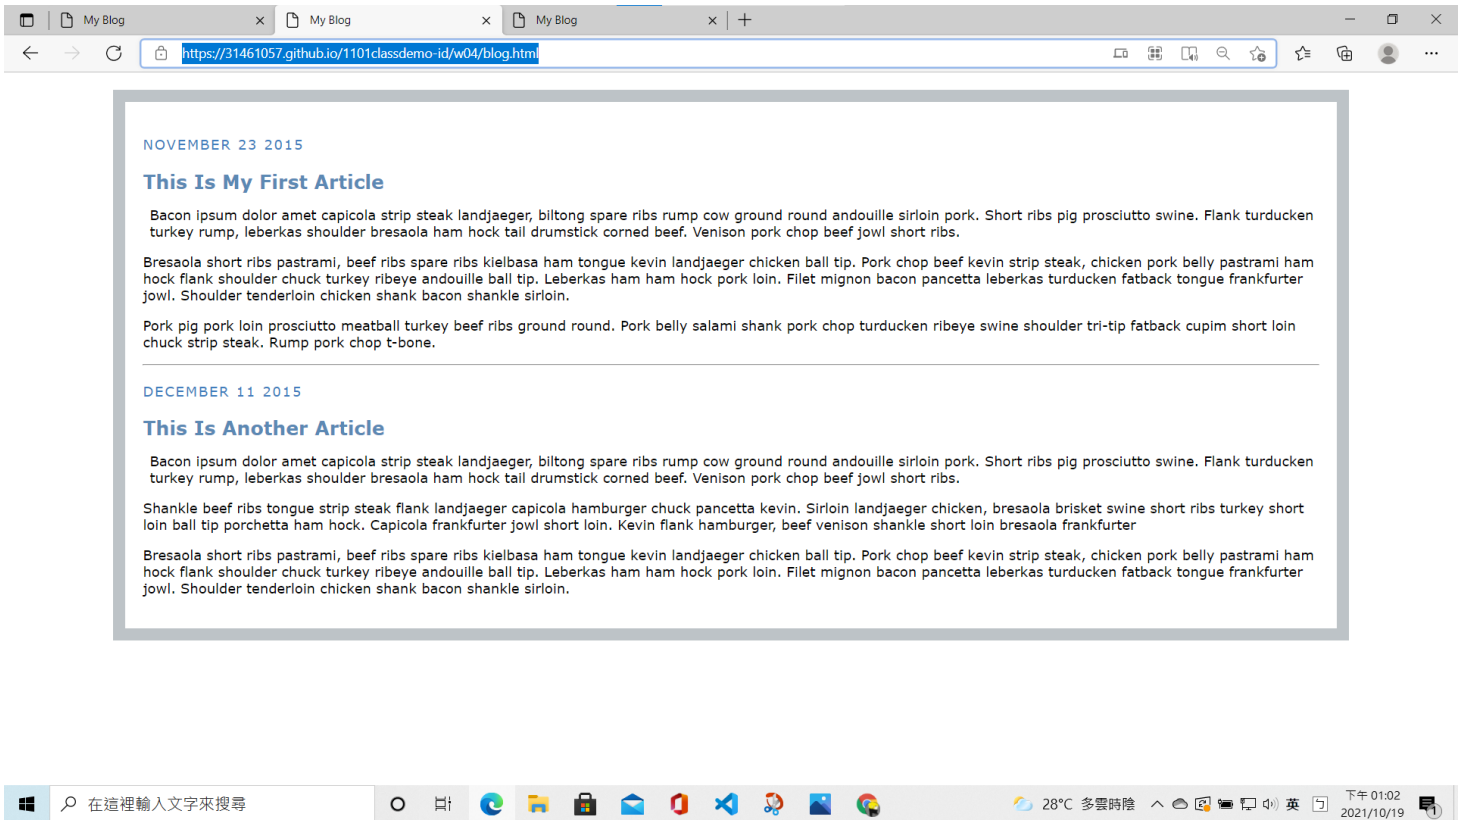 My Blog
My Blog
My Blog
https://31461057.github.io/1101classdemo-id/w04/blog.html
NOVEMBER 23 2015
This Is My First Article
Bacon ipsum dolor amet capicola strip steak landjaeger, biltong spare ribs rump cow ground round andouille sirloin pork. Short ribs pig prosciutto swine. Flank turducken
turkey rump, leberkas shoulder bresaola ham hock tail drumstick corned beef. Venison pork chop beef jowl short ribs.
Bresaola short ribs pastrami, beef ribs spare ribs kielbasa ham tongue kevin landjaeger chicken ball tip. Pork chop beef kevin strip steak, chicken pork belly pastrami ham
hock flank shoulder chuck turkey ribeye andouille ball tip. Leberkas ham ham hock pork loin. Filet mignon bacon pancetta leberkas turducken fatback tongue frankfurter
jowl. Shoulder tenderloin chicken shank bacon shankle sirloin.
Pork pig pork loin prosciutto meatball turkey beef ribs ground round. Pork belly salami shank pork chop turducken ribeye swine shoulder tri-tip fatback cupim short loin
chuck strip steak. Rump pork chop t-bone.
DECEMBER 11 2015
This Is Another Article
Bacon ipsum dolor amet capicola strip steak landjaeger, biltong spare ribs rump cow ground round andouille sirloin pork. Short ribs pig prosciutto swine. Flank turducken
turkey rump, leberkas shoulder bresaola ham hock tail drumstick corned beef. Venison pork chop beef jowl short ribs.
Shankle beef ribs tongue strip steak flank landjaeger capicola hamburger chuck pancetta kevin. Sirloin landjaeger chicken, bresaola brisket swine short ribs turkey short
loin ball tip porchetta ham hock. Capicola frankfurter jowl short loin. Kevin flank hamburger, beef venison shankle short loin bresaola frankfurter
Bresaola short ribs pastrami, beef ribs spare ribs kielbasa ham tongue kevin landjaeger chicken ball tip. Pork chop beef kevin strip steak, chicken pork belly pastrami ham
hock flank shoulder chuck turkey ribeye andouille ball tip. Leberkas ham ham hock pork loin. Filet mignon bacon pancetta leberkas turducken fatback tongue frankfurter
jowl. Shoulder tenderloin chicken shank bacon shankle sirloin.
在這裡輸入文字來搜尋
28°C 多雲時陰
英
ㄅ
下午 01:02
2021/10/19
1